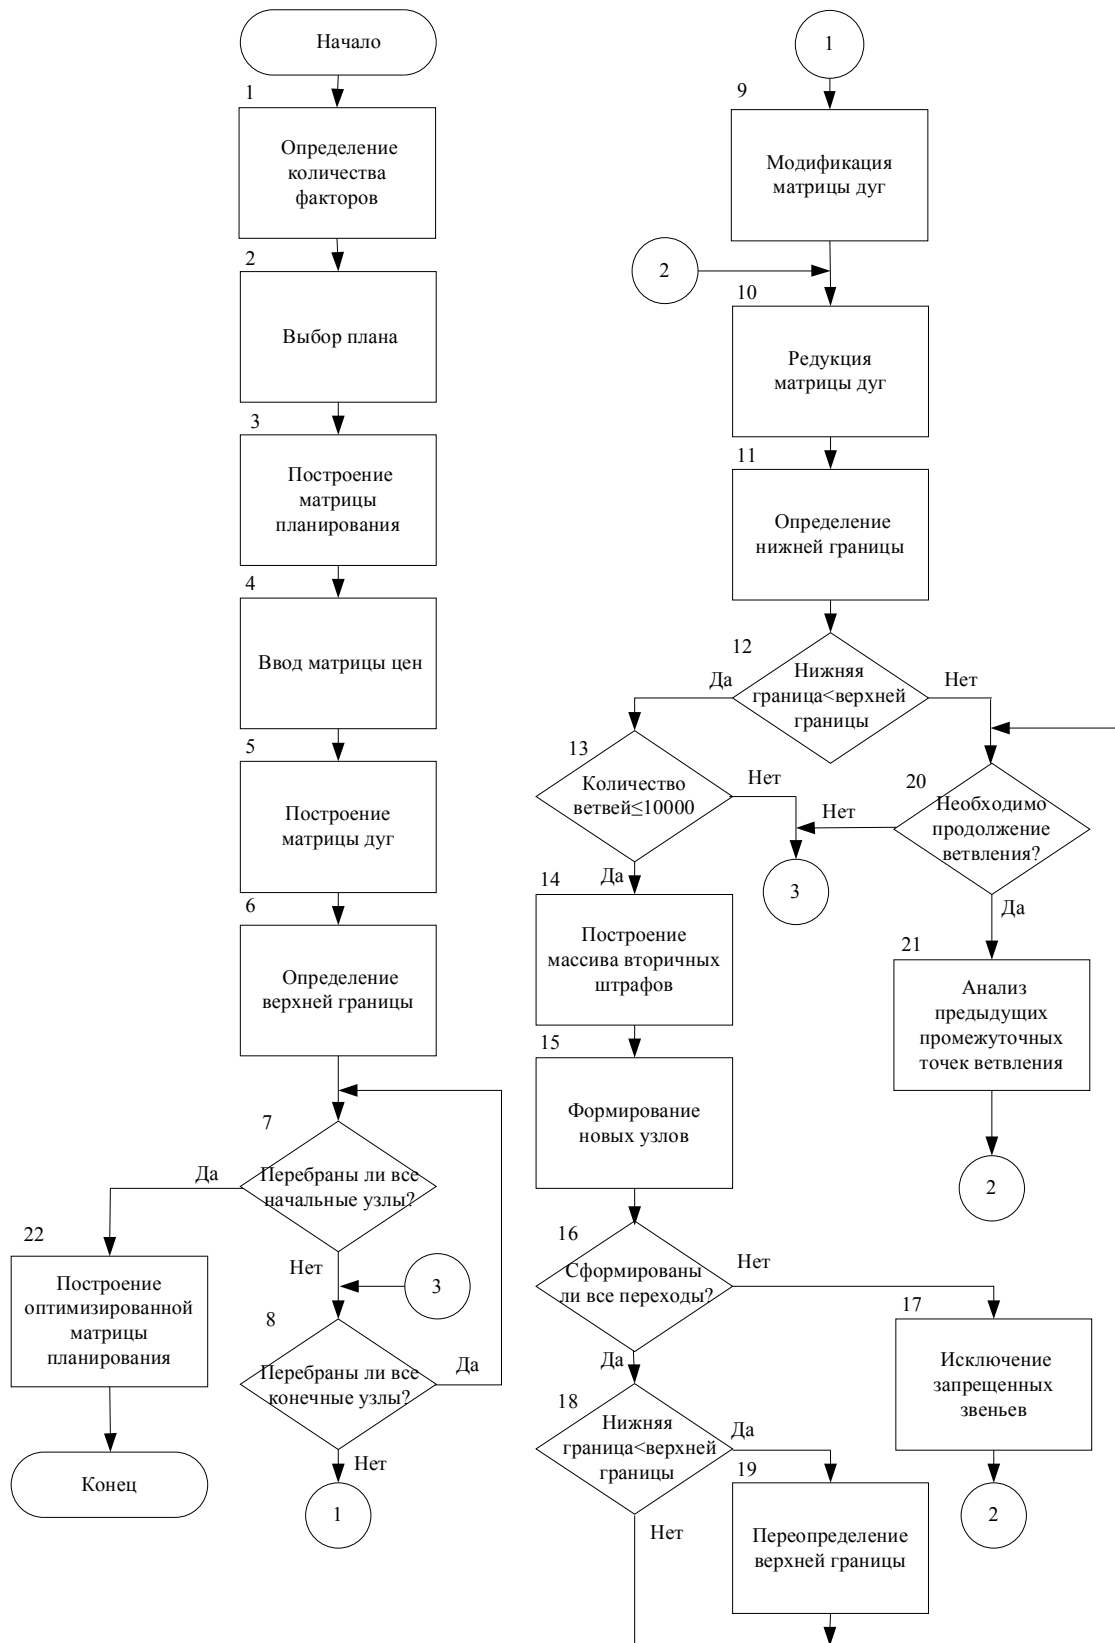 Начало
1
Определение
количества
факторов
2
Выбор плана
3
Построение
матрицы
планирования
4
Ввод матрицы цен
5
Построение
матрицы дуг
6
Определение
верхней границы
7
Перебраны ли все
начальные узлы?
Да
Нет
22
Построение
оптимизированной
матрицы
планирования
Конец
3
8
Перебраны ли все
конечные узлы?
Да
Нет
1
1
9
Модификация
матрицы дуг
2
10
Редукция
матрицы дуг
11
Определение
нижней границы
12
Нижняя
граница<верхней
границы
Да
Нет
13
Количество
ветвей≤10000
Нет
Да
3
20
Необходимо
продолжение
ветвления?
Нет
Да
14
Построение
массива вторичных
штрафов
21
Анализ
предыдущих
промежуточных
точек ветвления
2
15
Формирование
новых узлов
16
Сформированы
ли все переходы?
Нет
Да
17
Исключение
запрещенных
звеньев
2
18
Нижняя
граница<верхней
границы
Да
Нет
19
Переопределение
верхней границы